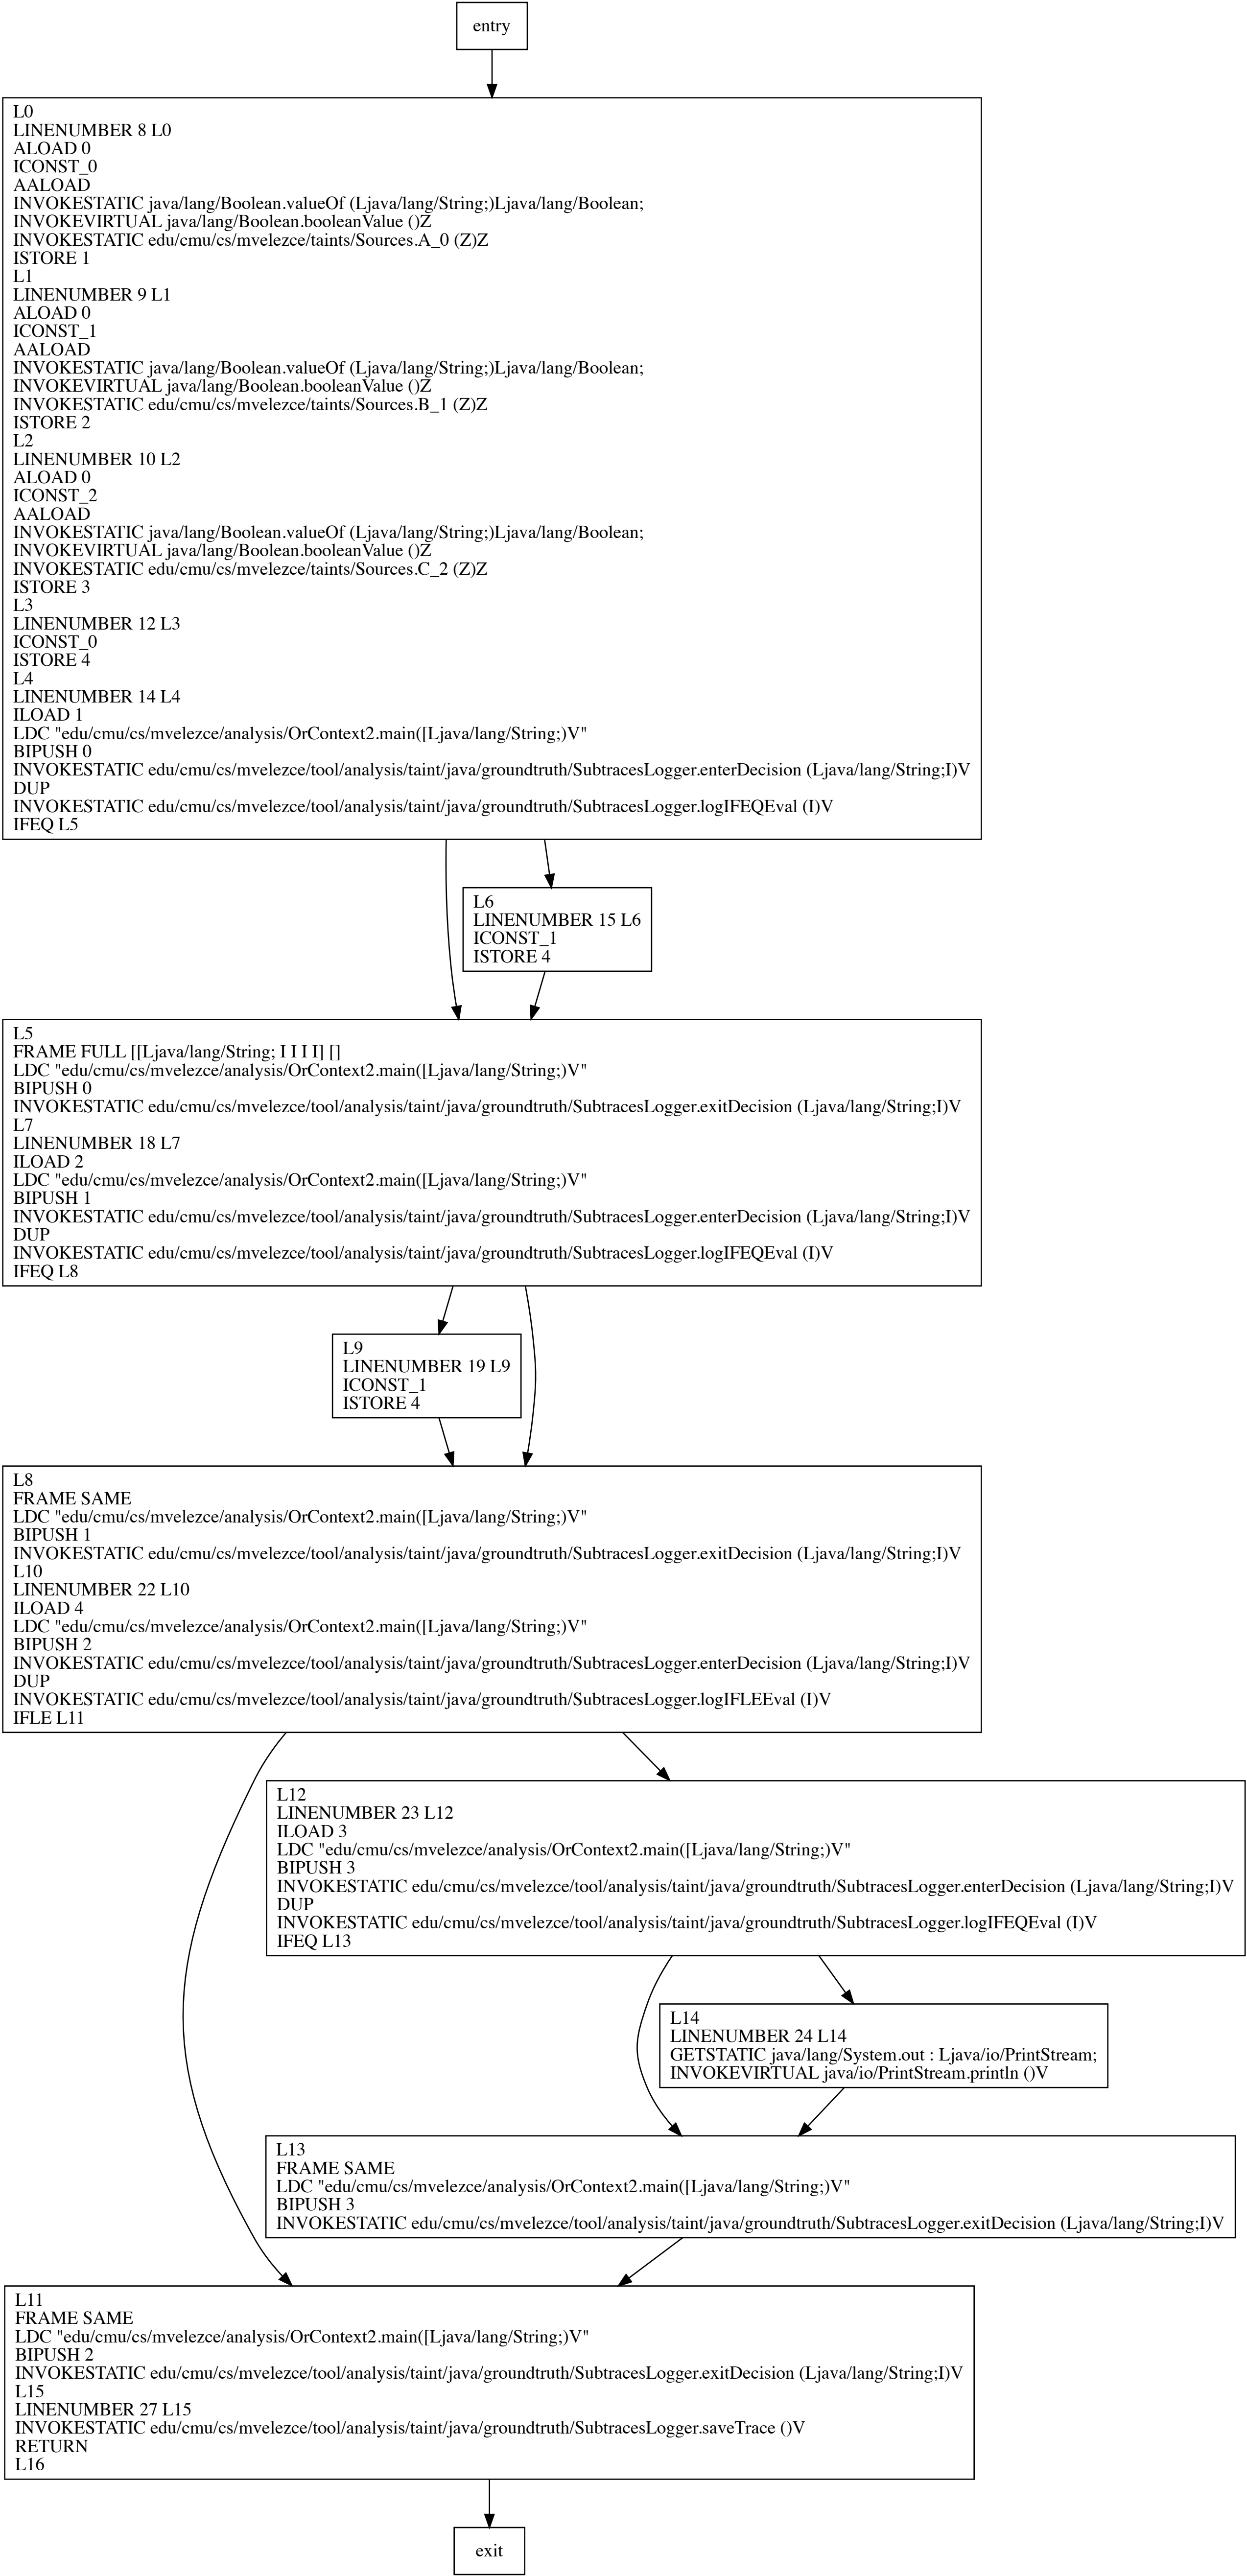 entry
L0
LINENUMBER 8 L0
ALOAD 0
ICONST_0
AALOAD
INVOKESTATIC java/lang/Boolean.valueOf (Ljava/lang/String;)Ljava/lang/Boolean;
INVOKEVIRTUAL java/lang/Boolean.booleanValue ()Z
INVOKESTATIC edu/cmu/cs/mvelezce/taints/Sources.A_0 (Z)Z
ISTORE 1
L1
LINENUMBER 9 L1
ALOAD 0
ICONST_1
AALOAD
INVOKESTATIC java/lang/Boolean.valueOf (Ljava/lang/String;)Ljava/lang/Boolean;
INVOKEVIRTUAL java/lang/Boolean.booleanValue ()Z
INVOKESTATIC edu/cmu/cs/mvelezce/taints/Sources.B_1 (Z)Z
ISTORE 2
L2
LINENUMBER 10 L2
ALOAD 0
ICONST_2
AALOAD
INVOKESTATIC java/lang/Boolean.valueOf (Ljava/lang/String;)Ljava/lang/Boolean;
INVOKEVIRTUAL java/lang/Boolean.booleanValue ()Z
INVOKESTATIC edu/cmu/cs/mvelezce/taints/Sources.C_2 (Z)Z
ISTORE 3
L3
LINENUMBER 12 L3
ICONST_0
ISTORE 4
L4
LINENUMBER 14 L4
ILOAD 1
LDC "edu/cmu/cs/mvelezce/analysis/OrContext2.main([Ljava/lang/String;)V"
BIPUSH 0
INVOKESTATIC edu/cmu/cs/mvelezce/tool/analysis/taint/java/groundtruth/SubtracesLogger.enterDecision (Ljava/lang/String;I)V
DUP
INVOKESTATIC edu/cmu/cs/mvelezce/tool/analysis/taint/java/groundtruth/SubtracesLogger.logIFEQEval (I)V
IFEQ L5
L6
LINENUMBER 15 L6
ICONST_1
ISTORE 4
L5
FRAME FULL [[Ljava/lang/String; I I I I] []
LDC "edu/cmu/cs/mvelezce/analysis/OrContext2.main([Ljava/lang/String;)V"
BIPUSH 0
INVOKESTATIC edu/cmu/cs/mvelezce/tool/analysis/taint/java/groundtruth/SubtracesLogger.exitDecision (Ljava/lang/String;I)V
L7
LINENUMBER 18 L7
ILOAD 2
LDC "edu/cmu/cs/mvelezce/analysis/OrContext2.main([Ljava/lang/String;)V"
BIPUSH 1
INVOKESTATIC edu/cmu/cs/mvelezce/tool/analysis/taint/java/groundtruth/SubtracesLogger.enterDecision (Ljava/lang/String;I)V
DUP
INVOKESTATIC edu/cmu/cs/mvelezce/tool/analysis/taint/java/groundtruth/SubtracesLogger.logIFEQEval (I)V
IFEQ L8
L9
LINENUMBER 19 L9
ICONST_1
ISTORE 4
L8
FRAME SAME
LDC "edu/cmu/cs/mvelezce/analysis/OrContext2.main([Ljava/lang/String;)V"
BIPUSH 1
INVOKESTATIC edu/cmu/cs/mvelezce/tool/analysis/taint/java/groundtruth/SubtracesLogger.exitDecision (Ljava/lang/String;I)V
L10
LINENUMBER 22 L10
ILOAD 4
LDC "edu/cmu/cs/mvelezce/analysis/OrContext2.main([Ljava/lang/String;)V"
BIPUSH 2
INVOKESTATIC edu/cmu/cs/mvelezce/tool/analysis/taint/java/groundtruth/SubtracesLogger.enterDecision (Ljava/lang/String;I)V
DUP
INVOKESTATIC edu/cmu/cs/mvelezce/tool/analysis/taint/java/groundtruth/SubtracesLogger.logIFLEEval (I)V
IFLE L11
L12
LINENUMBER 23 L12
ILOAD 3
LDC "edu/cmu/cs/mvelezce/analysis/OrContext2.main([Ljava/lang/String;)V"
BIPUSH 3
INVOKESTATIC edu/cmu/cs/mvelezce/tool/analysis/taint/java/groundtruth/SubtracesLogger.enterDecision (Ljava/lang/String;I)V
DUP
INVOKESTATIC edu/cmu/cs/mvelezce/tool/analysis/taint/java/groundtruth/SubtracesLogger.logIFEQEval (I)V
IFEQ L13
L14
LINENUMBER 24 L14
GETSTATIC java/lang/System.out : Ljava/io/PrintStream;
INVOKEVIRTUAL java/io/PrintStream.println ()V
L13
FRAME SAME
LDC "edu/cmu/cs/mvelezce/analysis/OrContext2.main([Ljava/lang/String;)V"
BIPUSH 3
INVOKESTATIC edu/cmu/cs/mvelezce/tool/analysis/taint/java/groundtruth/SubtracesLogger.exitDecision (Ljava/lang/String;I)V
L11
FRAME SAME
LDC "edu/cmu/cs/mvelezce/analysis/OrContext2.main([Ljava/lang/String;)V"
BIPUSH 2
INVOKESTATIC edu/cmu/cs/mvelezce/tool/analysis/taint/java/groundtruth/SubtracesLogger.exitDecision (Ljava/lang/String;I)V
L15
LINENUMBER 27 L15
INVOKESTATIC edu/cmu/cs/mvelezce/tool/analysis/taint/java/groundtruth/SubtracesLogger.saveTrace ()V
RETURN
L16
exit